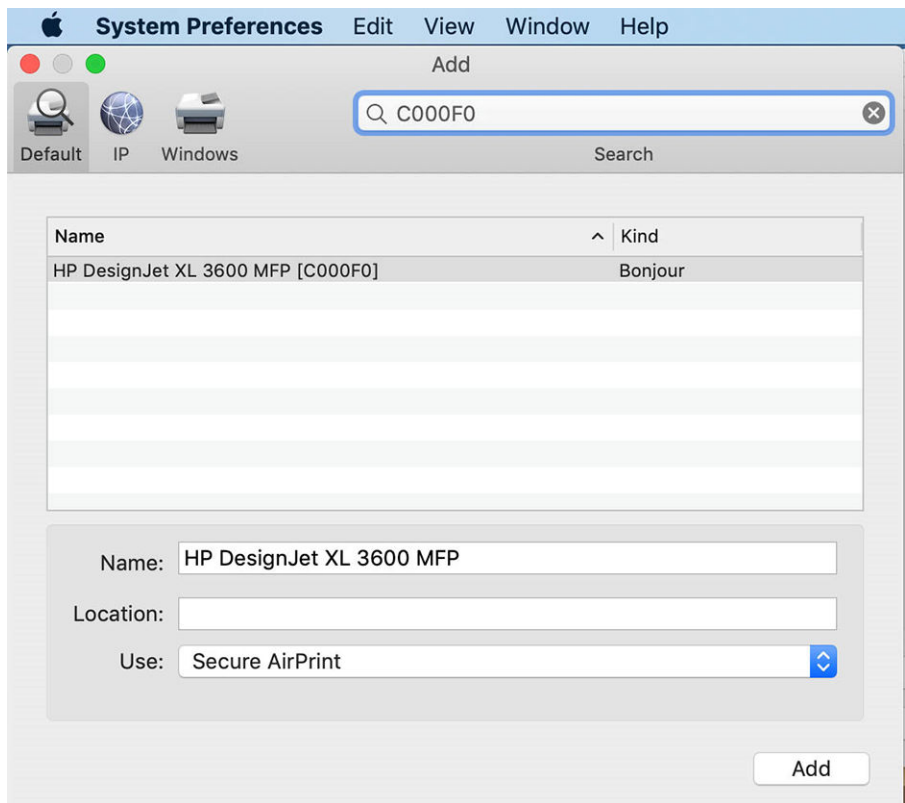 System Preferences Edit View Window Help
Add
C000F0
Default IP Windows Search
Name Kind
HP DesignJet XL 3600 MFP [C000F0] Bonjour
Name: HP DesignJet XL 3600 MFP
Location:
Use: Secure AirPrint
Add